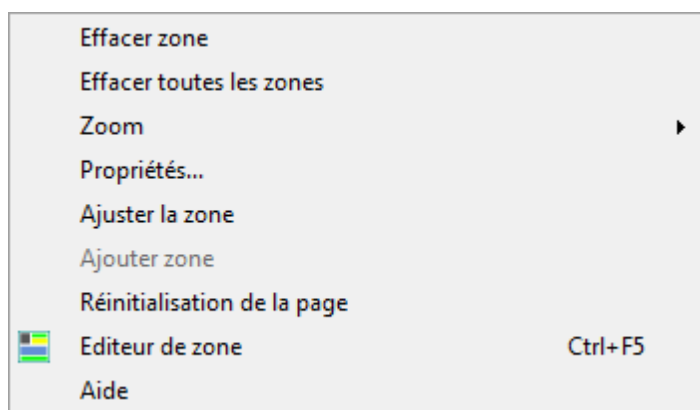 Effacer zone
Effacer toutes les zones
Zoom
Propriétés...
Ajuster la zone
Ajouter zone
Réinitialisation de la page
Editeur de zone Ctrl+F5
Aide